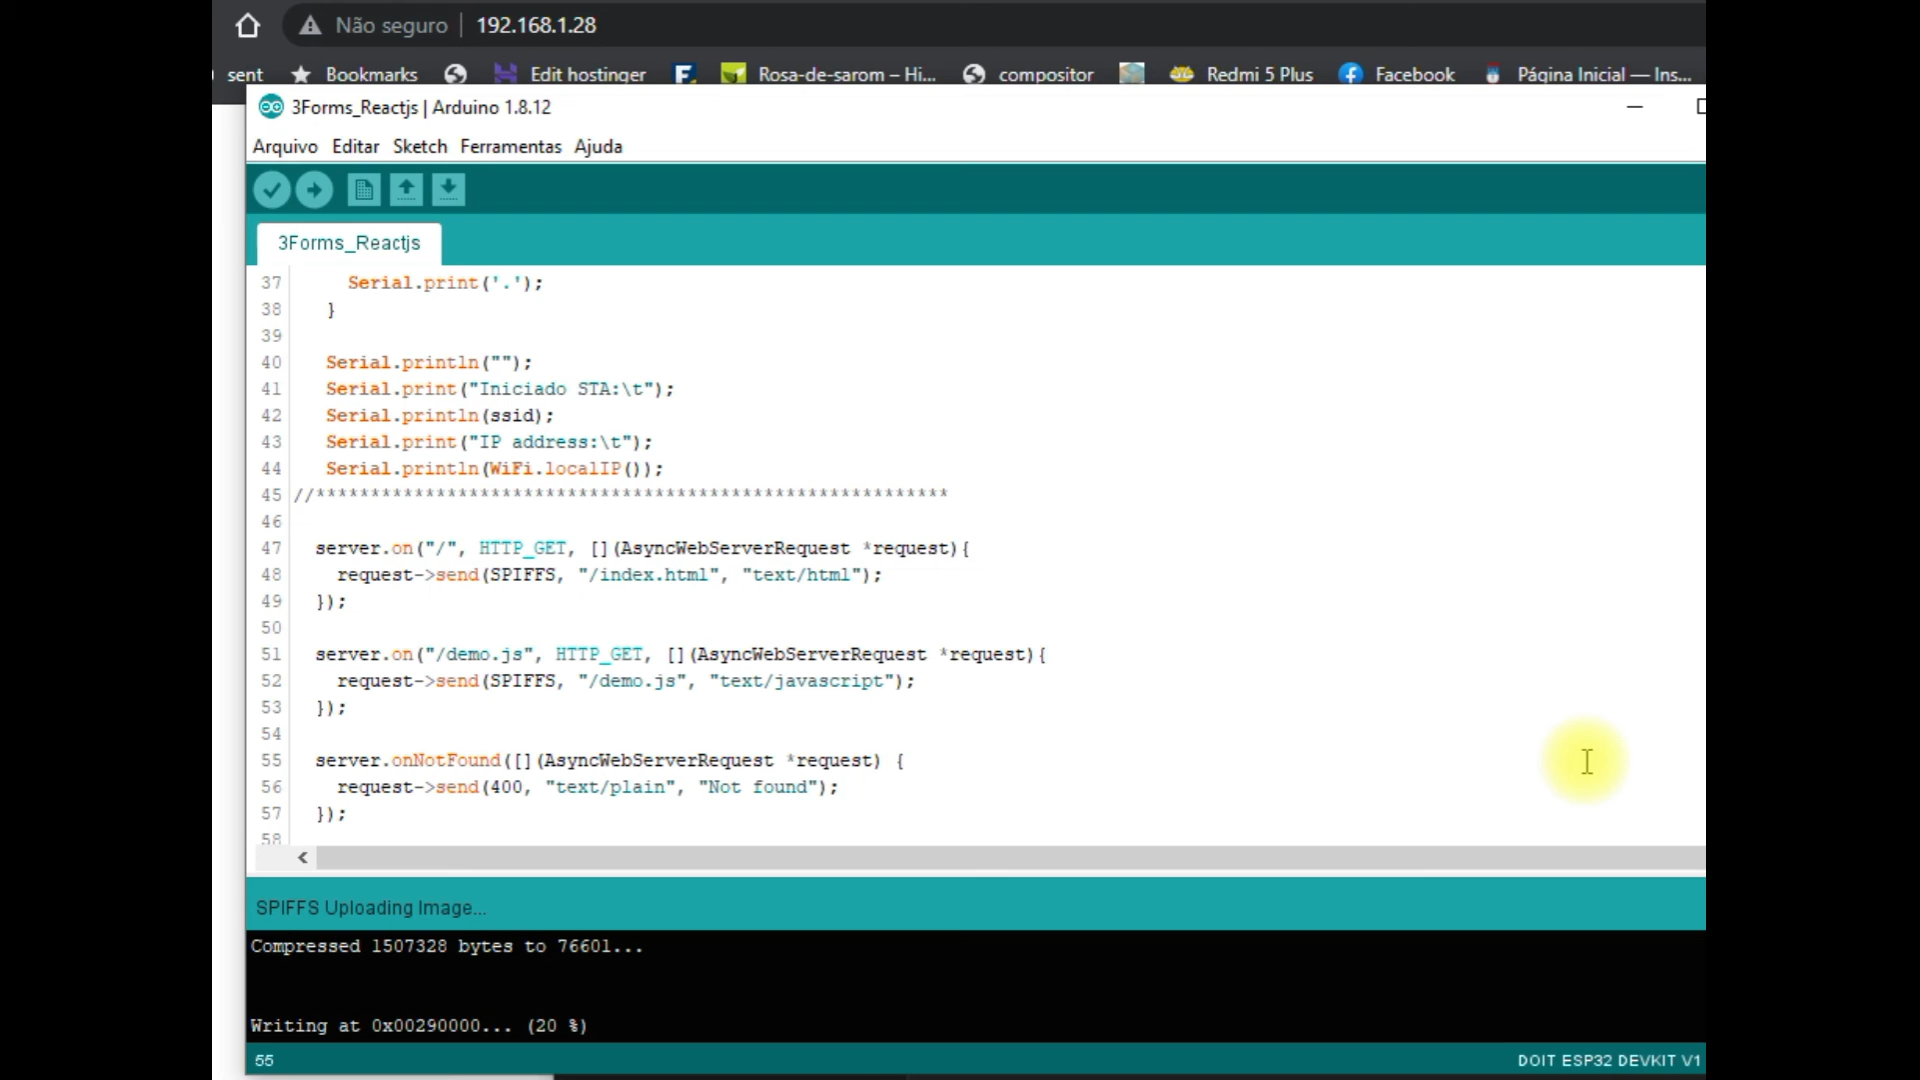 Não seguro | 192.168.1.28
sent Bookmarks Edit hostinger Rosa-de-sarom – Hi... compositor Redmi 5 Plus Facebook Página Inicial — Ins...
3Forms_Reactjs | Arduino 1.8.12
Arquivo Editar Sketch Ferramentas Ajuda
3Forms_Reactjs
37 Serial.print('.');
38 }
39
40 Serial.println("");
41 Serial.print("Iniciado STA:\t");
42 Serial.println(ssid);
43 Serial.print("IP address:\t");
44 Serial.println(WiFi.localIP());
45 //**********************************************************
46
47 server.on("/", HTTP_GET, [](AsyncWebServerRequest *request){
48 request->send(SPIFFS, "/index.html", "text/html");
49 });
50
51 server.on("/demo.js", HTTP_GET, [](AsyncWebServerRequest *request){
52 request->send(SPIFFS, "/demo.js", "text/javascript");
53 });
54
55 server.onNotFound([](AsyncWebServerRequest *request) {
56 request->send(400, "text/plain", "Not found");
57 });
58
SPIFFS Uploading Image...
Compressed 1507328 bytes to 76601...
Writing at 0x00290000... (20 %)
55 DOIT ESP32 DEVKIT V1